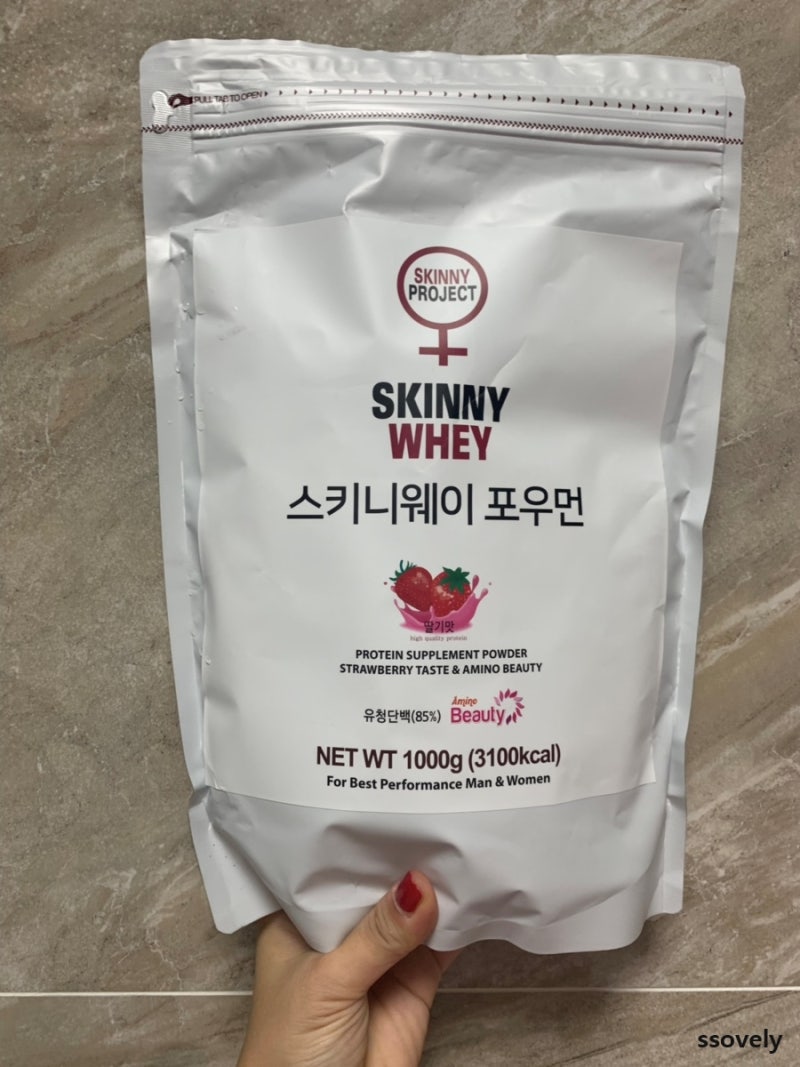 PULL TAB TO OPEN
SKINNY
PROJECT
SKINNY
WHEY
스키니웨이 포우먼
딸기맛
high quality protein
PROTEIN SUPPLEMENT POWDER
STRAWBERRY TASTE & AMINO BEAUTY
유청단백(85%) Amino Beauty
NET WT 1000g (3100kcal)
For Best Performance Man & Women
ssovely